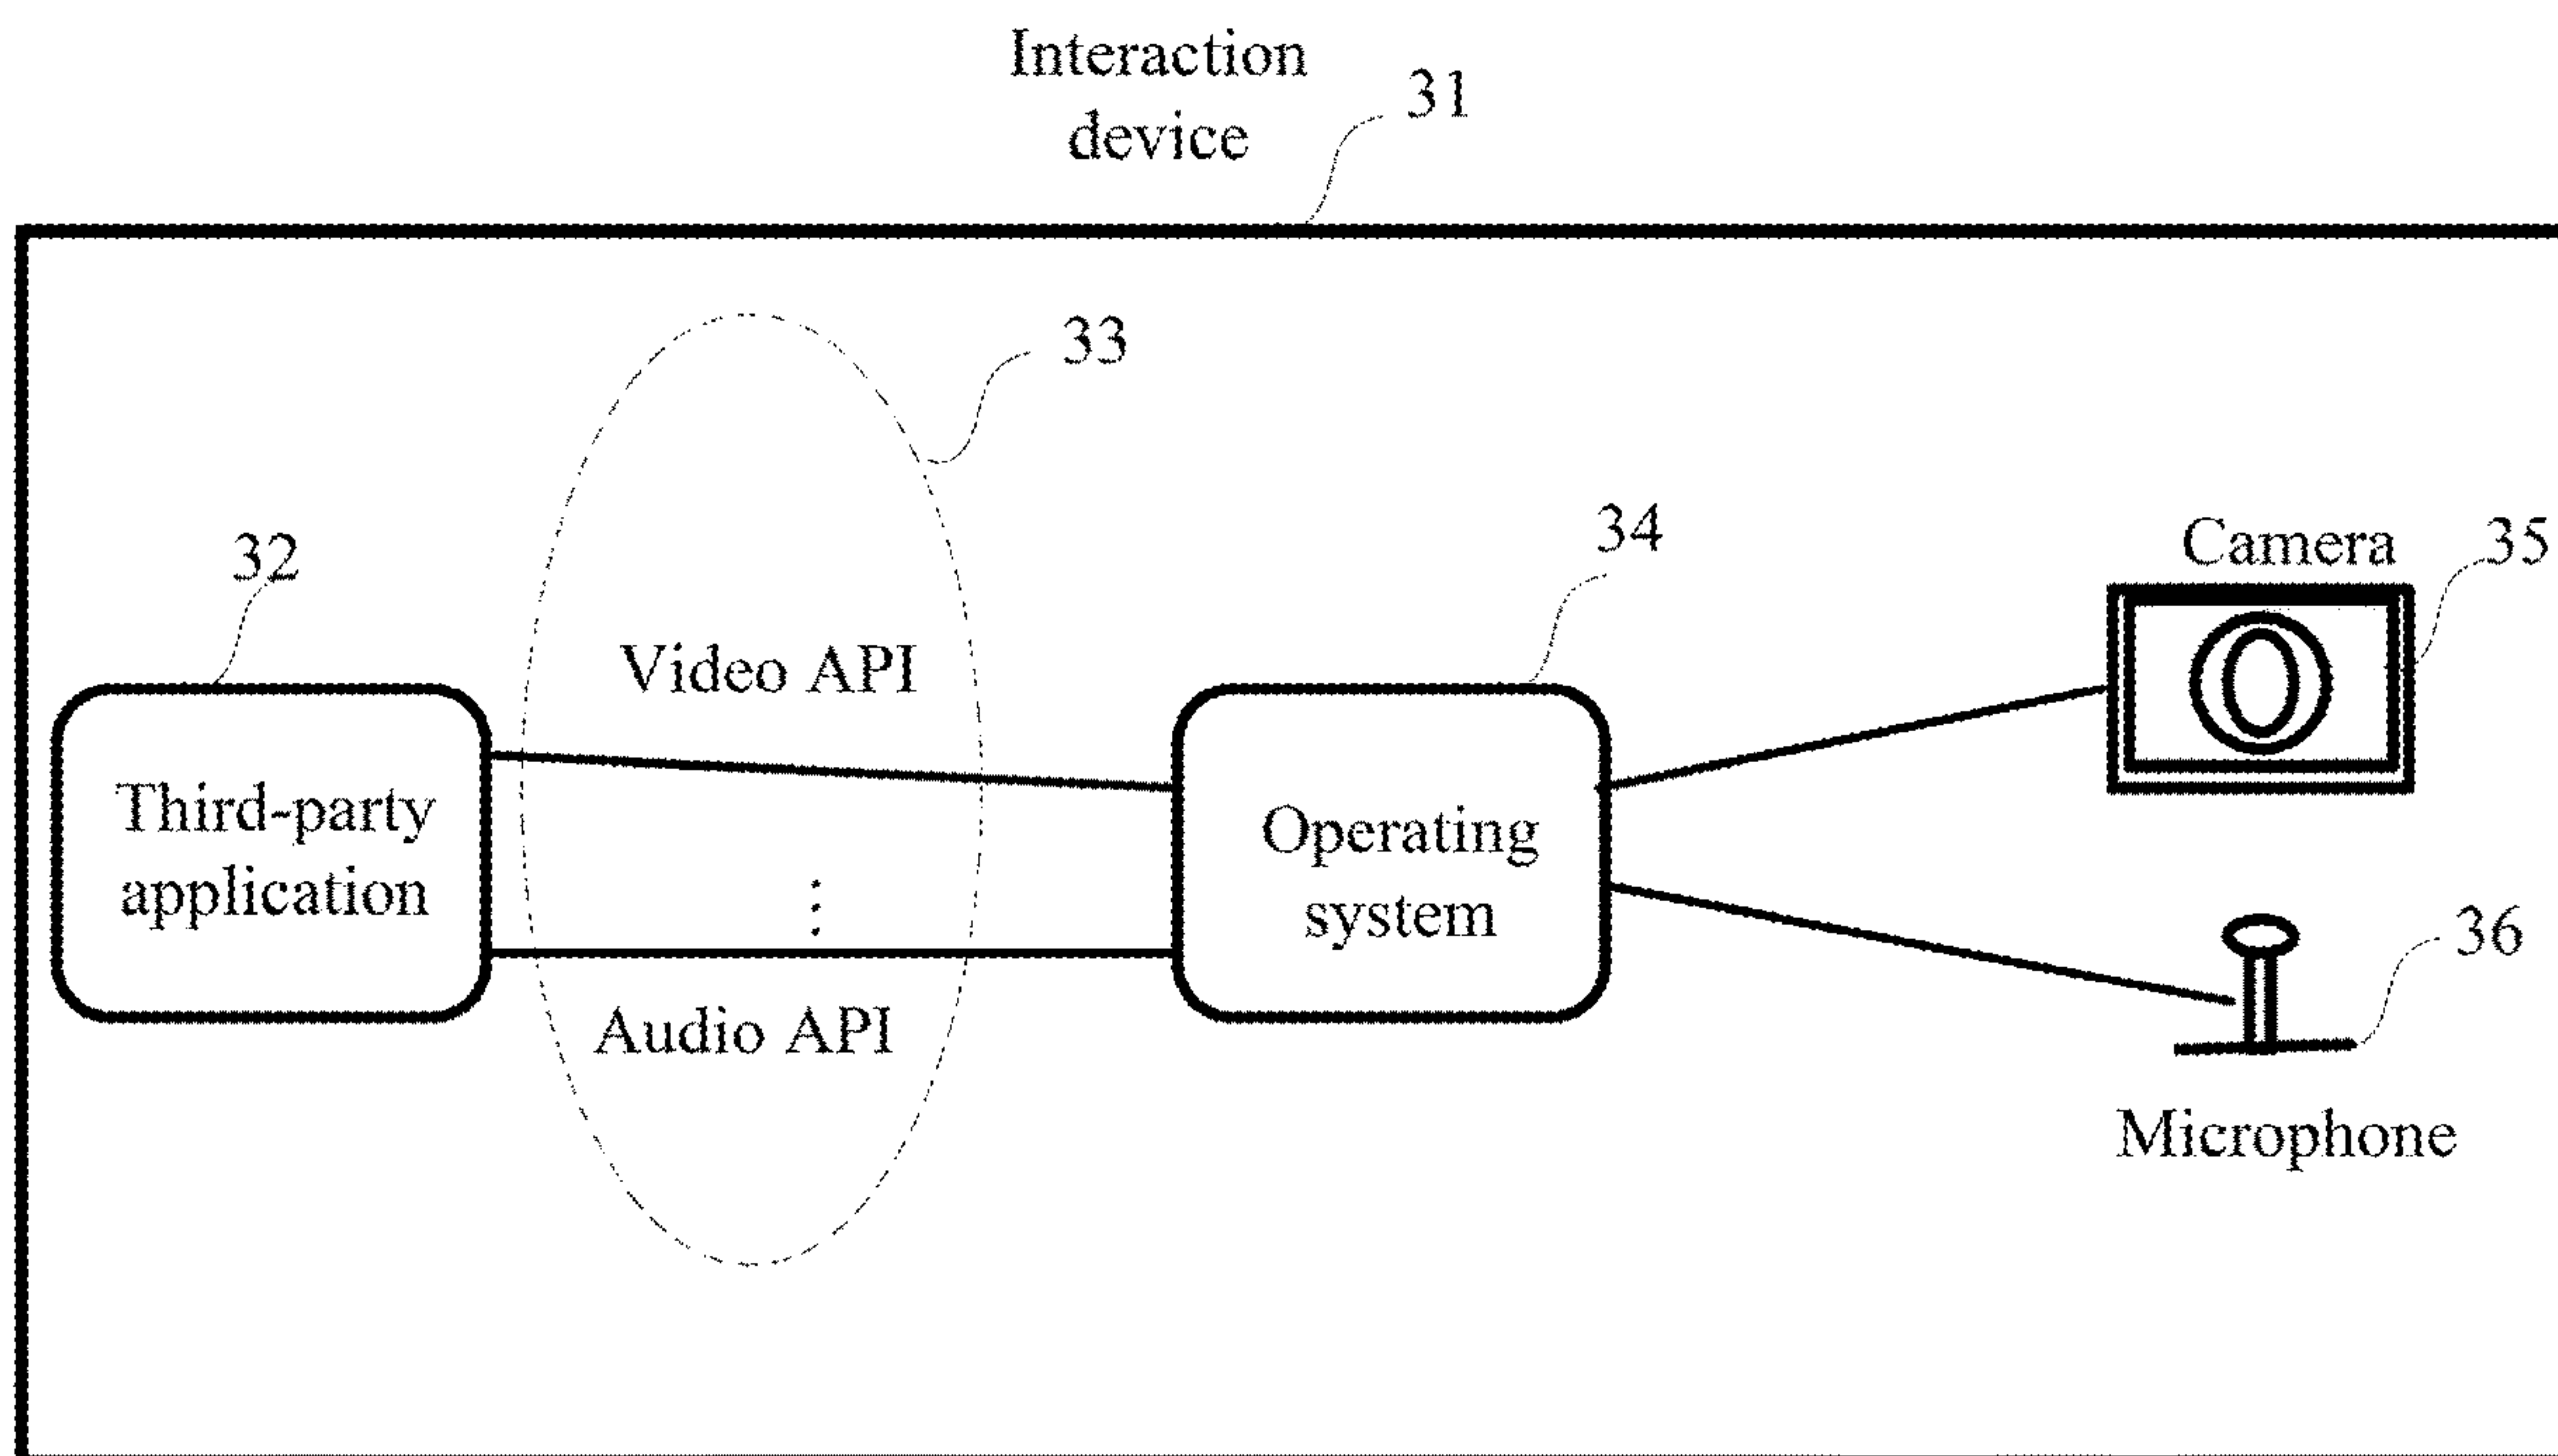 Interaction
device
31
33
32
34
Camera
35
Video API
Third-party
application
Operating
system
36
Audio API
Microphone